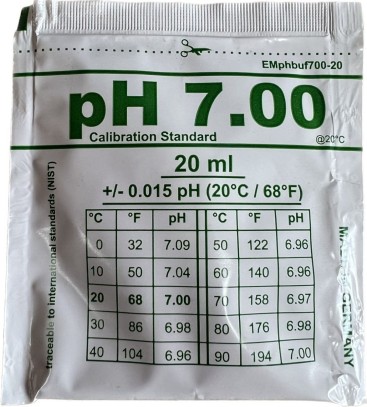 EMphbuf700-20
pH 7.00
Calibration Standard @20°C
20 ml
+/- 0.015 pH (20°C / 68°F)
°C °F pH °C °F pH
0 32 7.09 50 122 6.96
10 50 7.04 60 140 6.96
20 68 7.00 70 158 6.97
30 86 6.98 80 176 6.98
40 104 6.96 90 194 7.00
traceable to international standards (NIST)